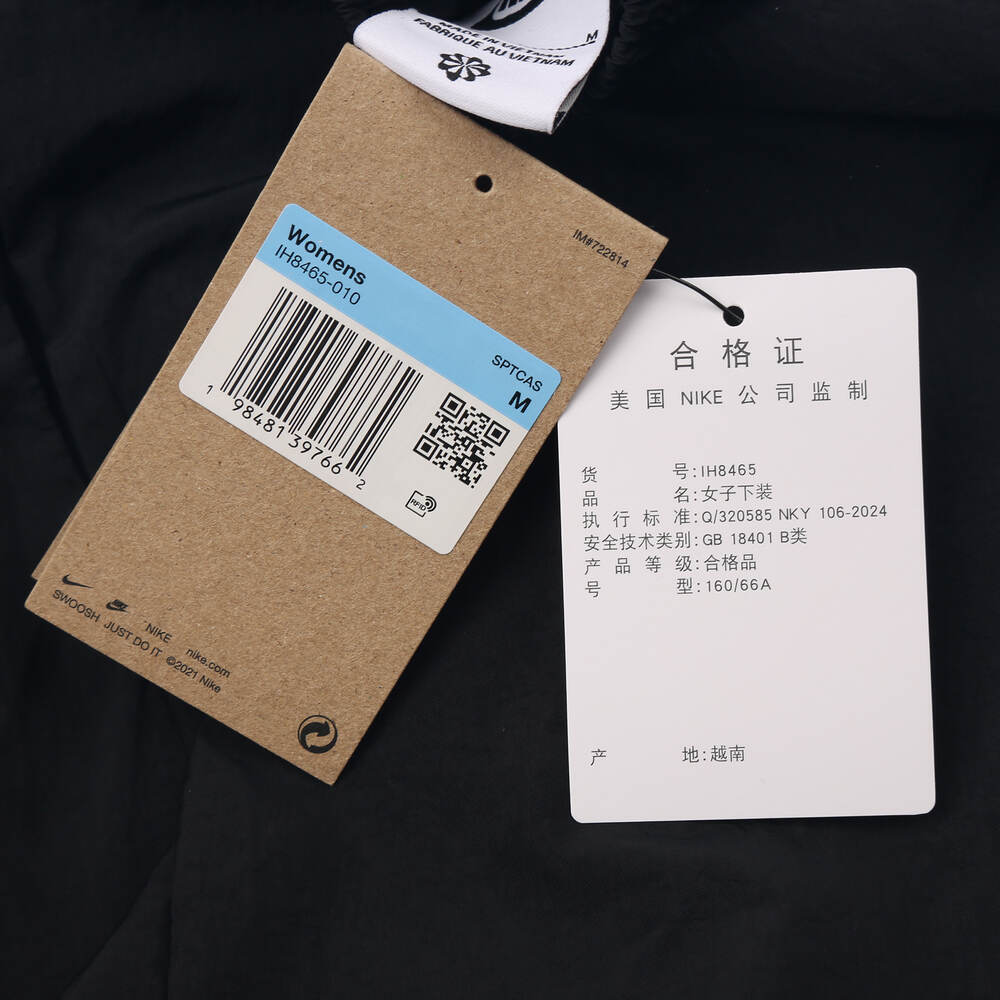 MADE IN VIETNAM
FABRIQUE AU VIETNAM
M
IM#722814
Womens
IH8465-010
SPTCAS
M
1 98481 39766 2
RFID
NIKE nike.com
SWOOSH JUST DO IT ©2021 Nike
合格证
美国 NIKE 公司监制
货号:IH8465
品名:女子下装
执行标准:Q/320585 NKY 106-2024
安全技术类别:GB 18401 B类
产品等级:合格品
号型:160/66A
产地:越南